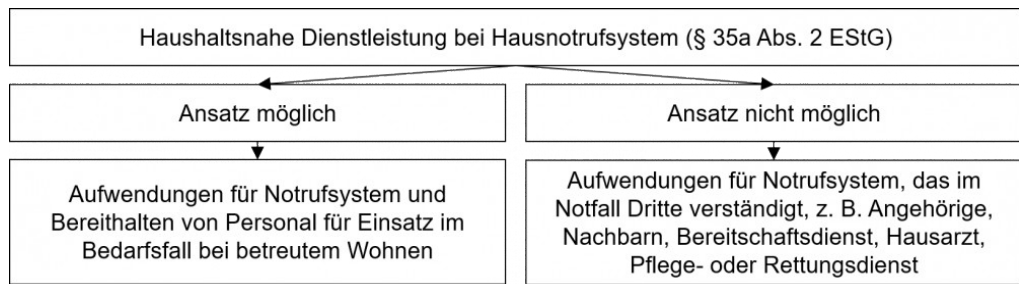 Haushaltsnahe Dienstleistung bei Hausnotrufsystem (§ 35a Abs. 2 EStG)
Ansatz möglich
Ansatz nicht möglich
Aufwendungen für Notrufsystem und
Bereithalten von Personal für Einsatz im
Bedarfsfall bei betreutem Wohnen
Aufwendungen für Notrufsystem, das im
Notfall Dritte verständigt, z. B. Angehörige,
Nachbarn, Bereitschaftsdienst, Hausarzt,
Pflege- oder Rettungsdienst